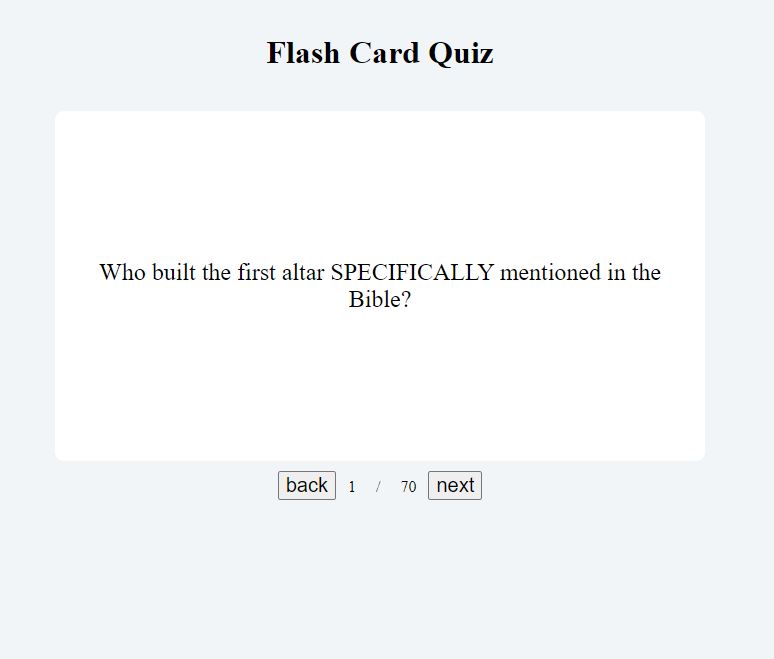 Flash Card Quiz
Who built the first altar SPECIFICALLY mentioned in the
Bible?
back 1 / 70 next